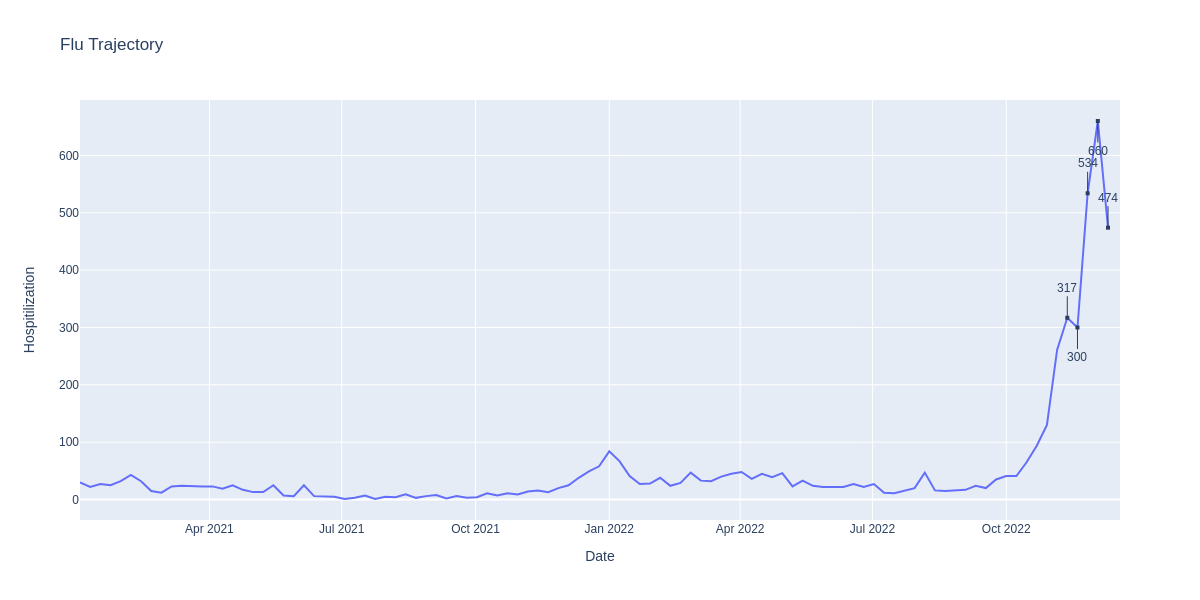 Flu Trajectory
Hospitilization
600
500
400
300
200
100
0
660
534
474
317
300
Apr 2021
Jul 2021
Oct 2021
Jan 2022
Apr 2022
Jul 2022
Oct 2022
Date